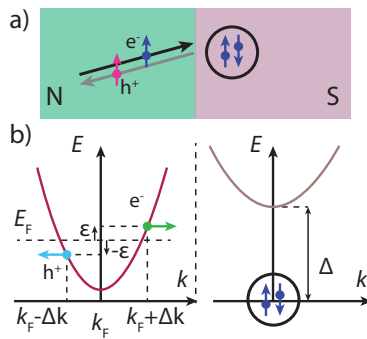 a)
e⁻
h⁺
N
S
b)
E
E
e⁻
E_F
ε
-ε
h⁺
Δ
k
k
k_F-Δk
k_F
k_F+Δk